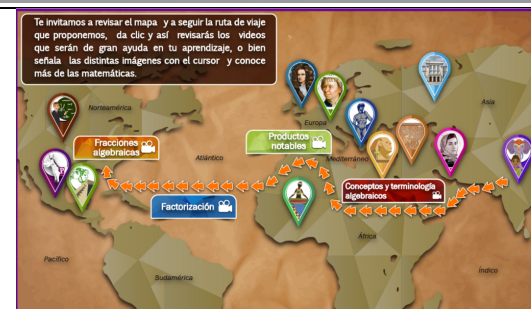 Te invitamos a revisar el mapa y a seguir la ruta de viaje
que proponemos, da clic y así revisarás los videos
que serán de gran ayuda en tu aprendizaje, o bien
señala las distintas imágenes con el cursor y conoce
más de las matemáticas.
Norteamérica
Europa
Asia
Fracciones
algebraicas
Productos
notables
Atlántico
Mediterráneo
Conceptos y terminología
algebraicos
Factorización
África
Pacífico
Sudamérica
Índico